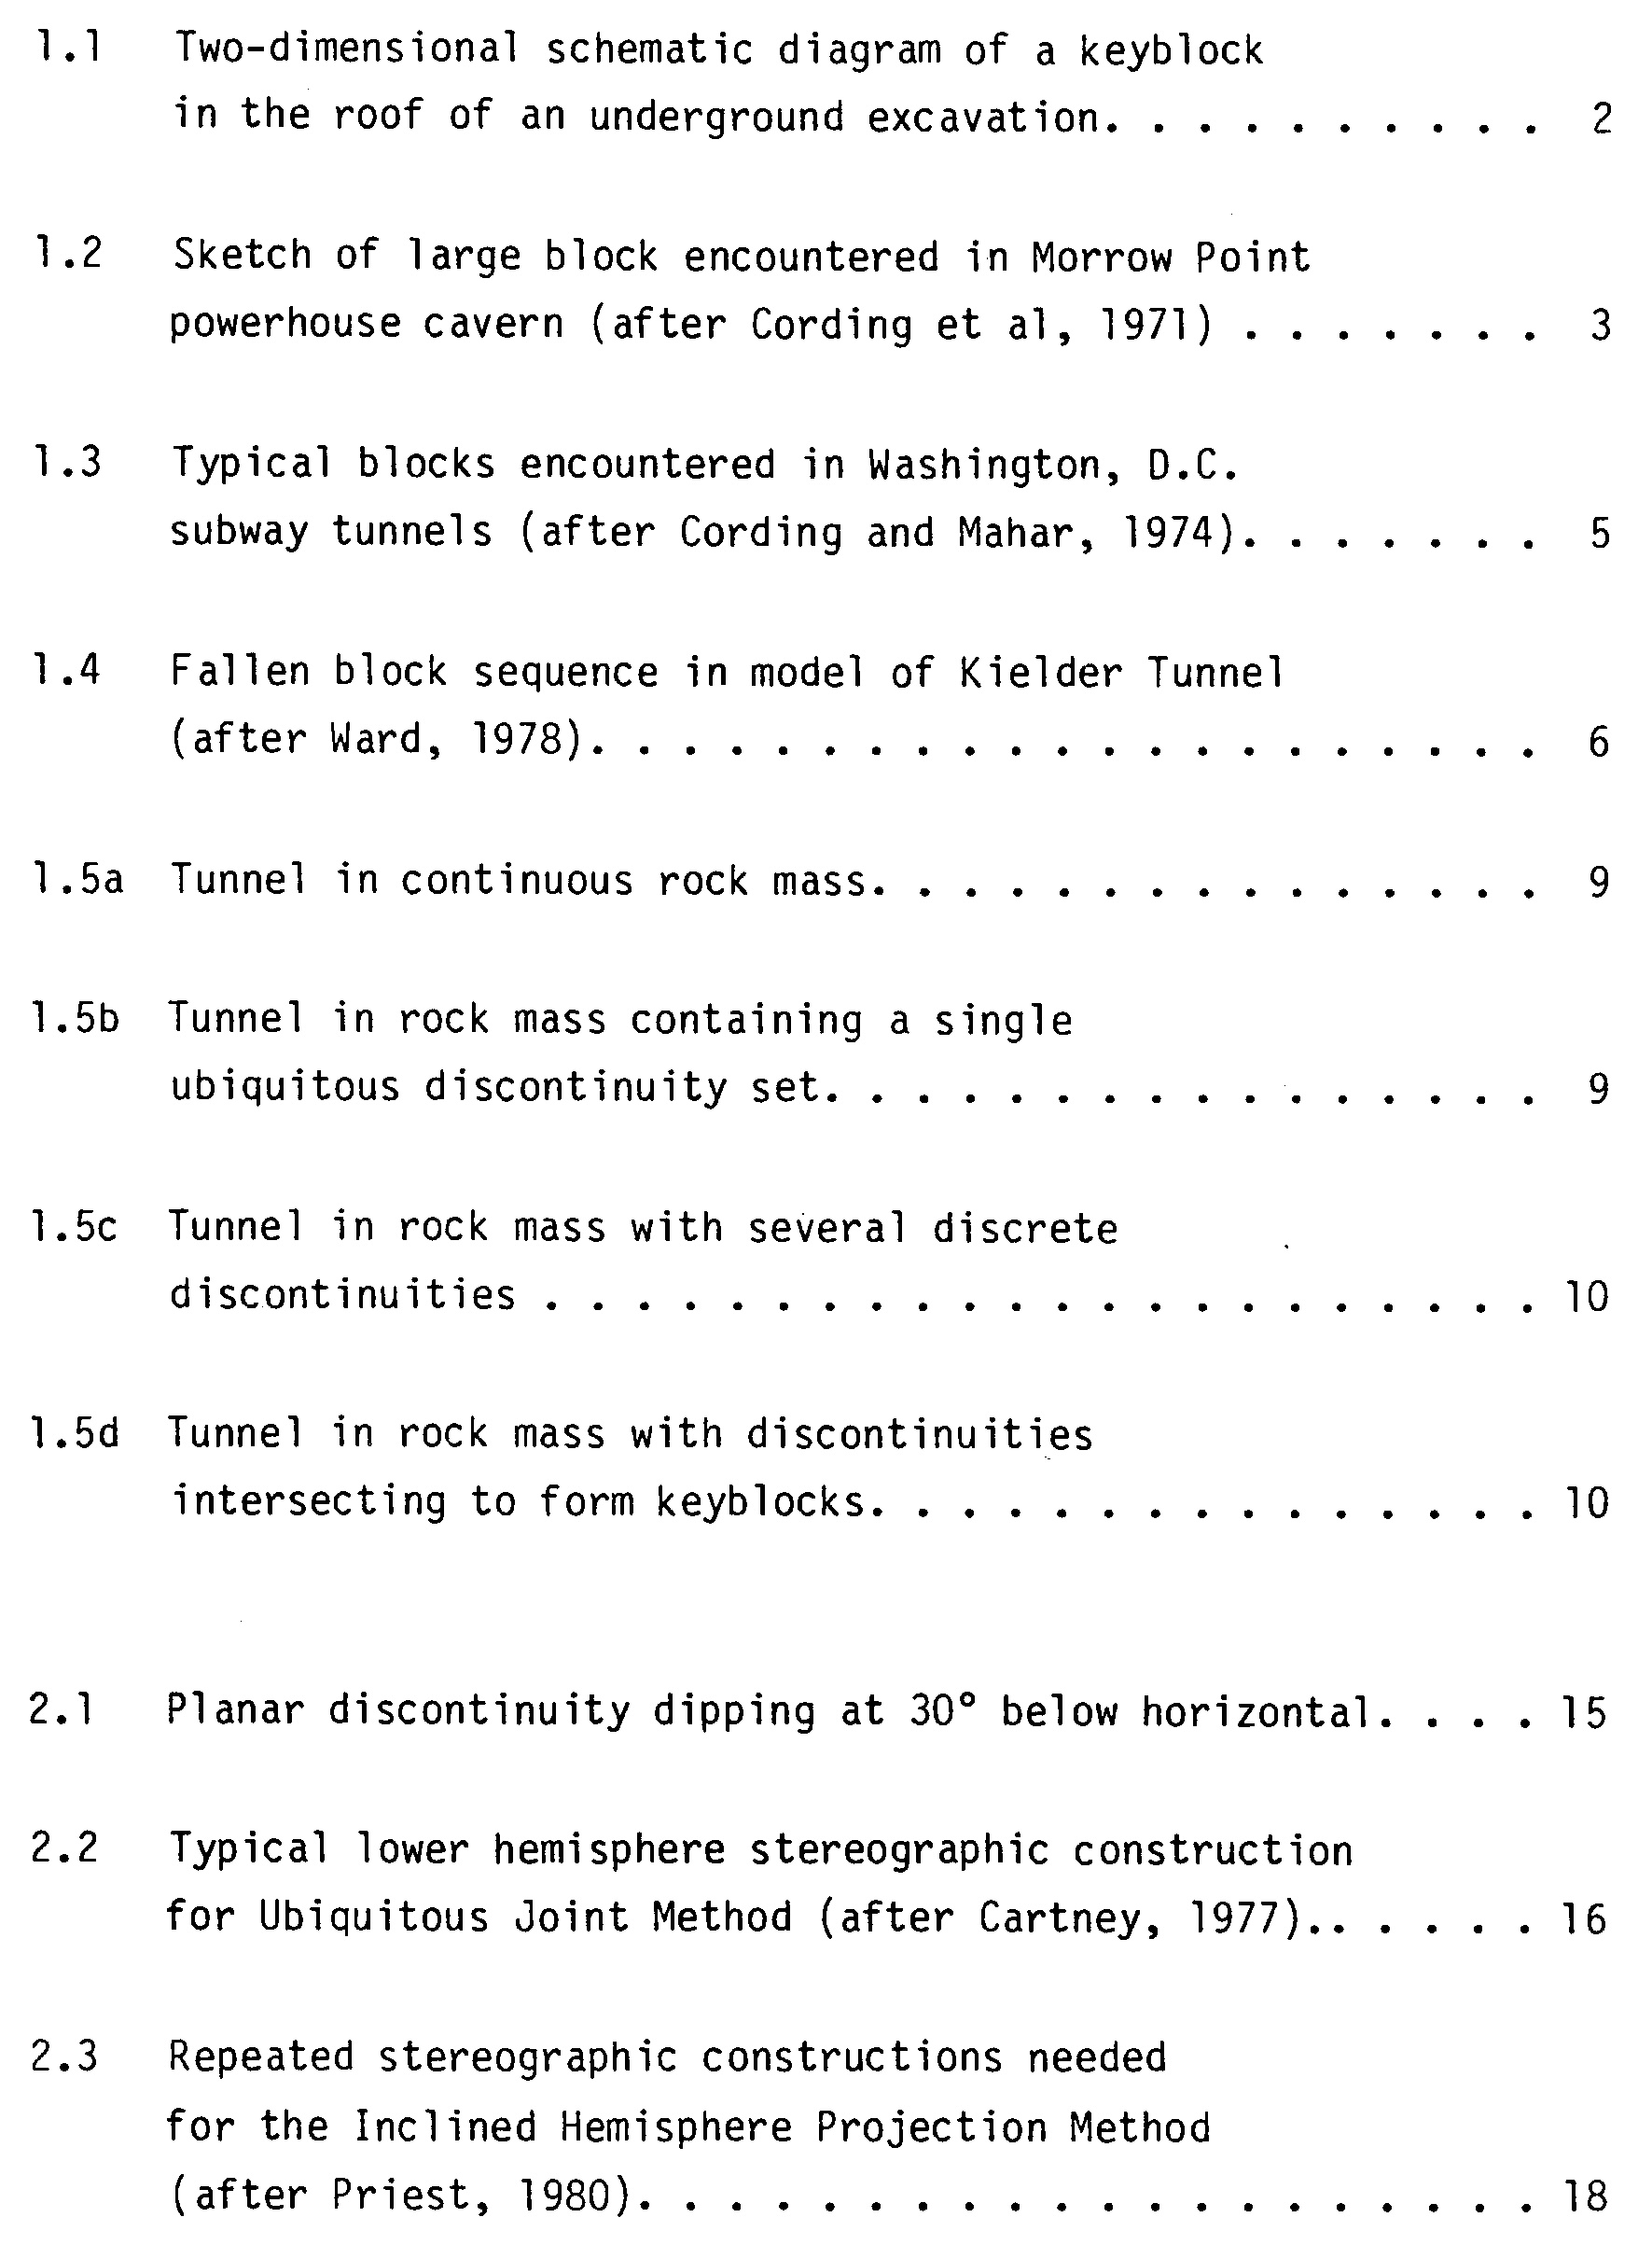 1.1 Two-dimensional schematic diagram of a keyblock
in the roof of an underground excavation. . . . . . . . . . 2
1.2 Sketch of large block encountered in Morrow Point
powerhouse cavern (after Cording et al, 1971) . . . . . . . 3
1.3 Typical blocks encountered in Washington, D.C.
subway tunnels (after Cording and Mahar, 1974). . . . . . . 5
1.4 Fallen block sequence in model of Kielder Tunnel
(after Ward, 1978). . . . . . . . . . . . . . . . . . . . . 6
1.5a Tunnel in continuous rock mass. . . . . . . . . . . . . . . 9
1.5b Tunnel in rock mass containing a single
ubiquitous discontinuity set. . . . . . . . . . . . . . . . 9
1.5c Tunnel in rock mass with several discrete
discontinuities . . . . . . . . . . . . . . . . . . . . . . 10
1.5d Tunnel in rock mass with discontinuities
intersecting to form keyblocks. . . . . . . . . . . . . . . 10
2.1 Planar discontinuity dipping at 30° below horizontal. . . . 15
2.2 Typical lower hemisphere stereographic construction
for Ubiquitous Joint Method (after Cartney, 1977).. . . . . 16
2.3 Repeated stereographic constructions needed
for the Inclined Hemisphere Projection Method
(after Priest, 1980). . . . . . . . . . . . . . . . . . . . 18